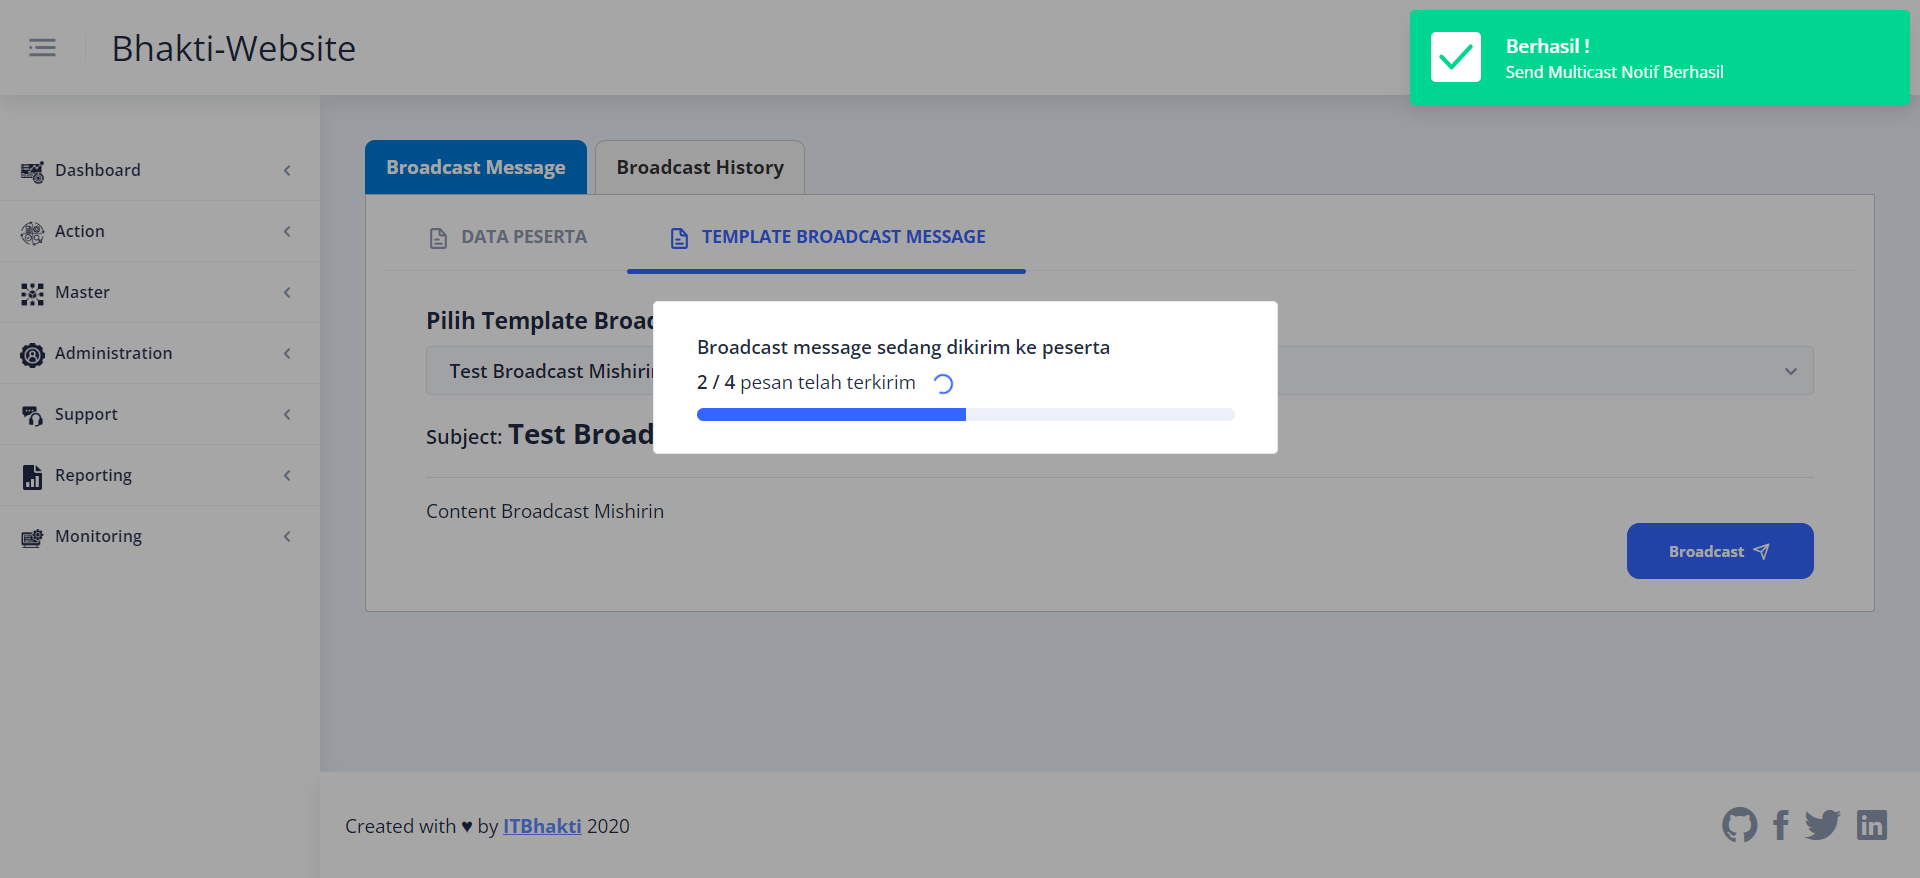 Bhakti-Website
Berhasil !
Send Multicast Notif Berhasil
Dashboard
Action
Master
Administration
Support
Reporting
Monitoring
Broadcast Message
Broadcast History
DATA PESERTA
TEMPLATE BROADCAST MESSAGE
Pilih Template Broad
Test Broadcast Mishirin
Subject: Test Broad
Broadcast message sedang dikirim ke peserta
2 / 4 pesan telah terkirim
Content Broadcast Mishirin
Broadcast
Created with ♥ by ITBhakti 2020